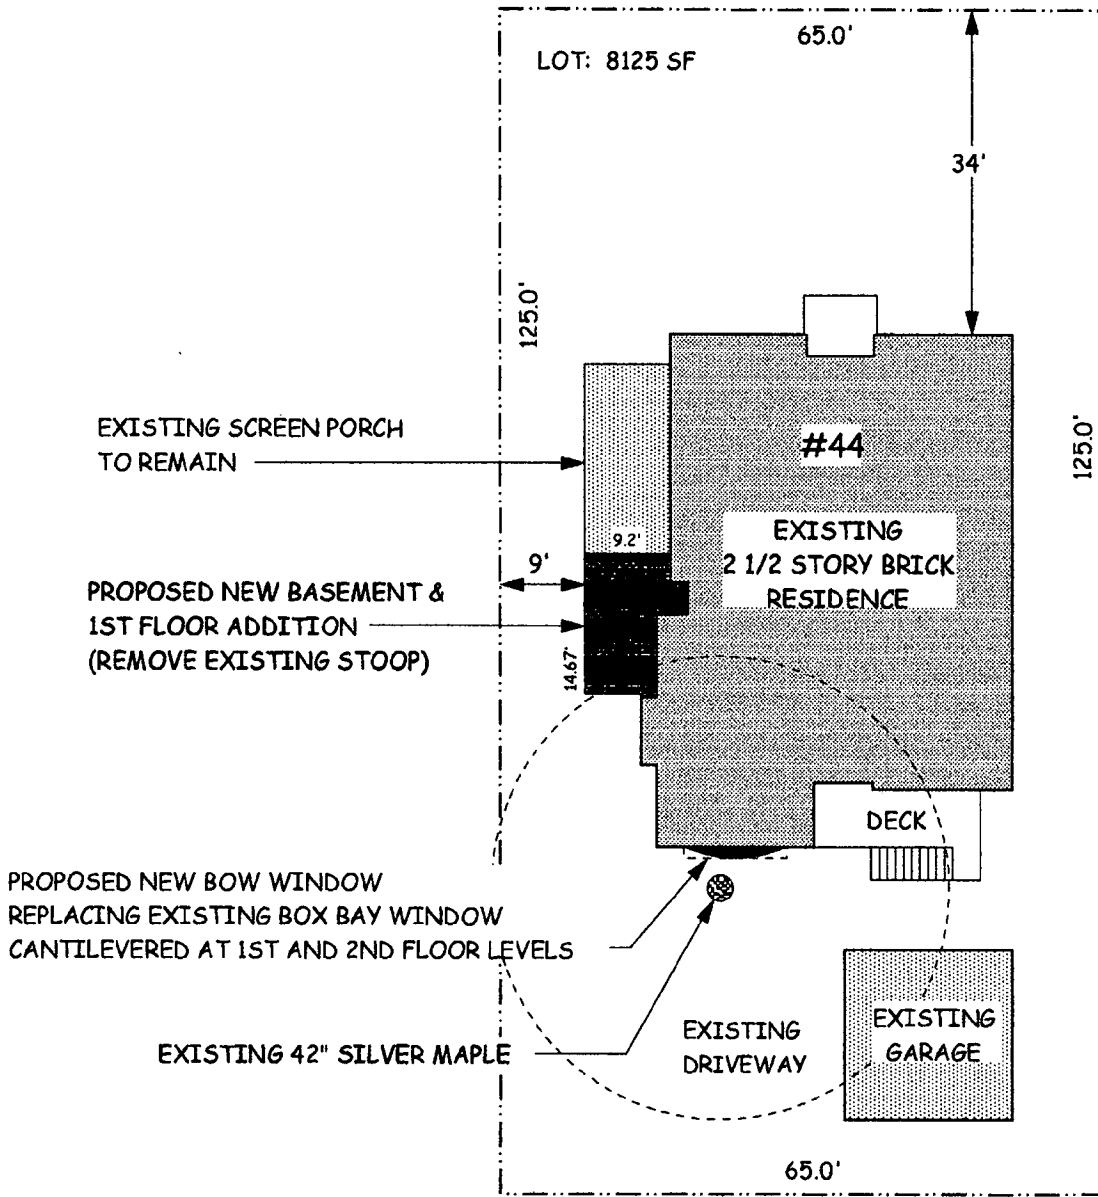 65.0'
LOT: 8125 SF
34'
125.0'
EXISTING SCREEN PORCH
TO REMAIN
#44
125.0'
EXISTING
2 1/2 STORY BRICK
RESIDENCE
9.2'
9'
PROPOSED NEW BASEMENT &
1ST FLOOR ADDITION
(REMOVE EXISTING STOOP)
14.67'
DECK
PROPOSED NEW BOW WINDOW
REPLACING EXISTING BOX BAY WINDOW
CANTILEVERED AT 1ST AND 2ND FLOOR LEVELS
EXISTING 42" SILVER MAPLE
EXISTING
DRIVEWAY
EXISTING
GARAGE
65.0'